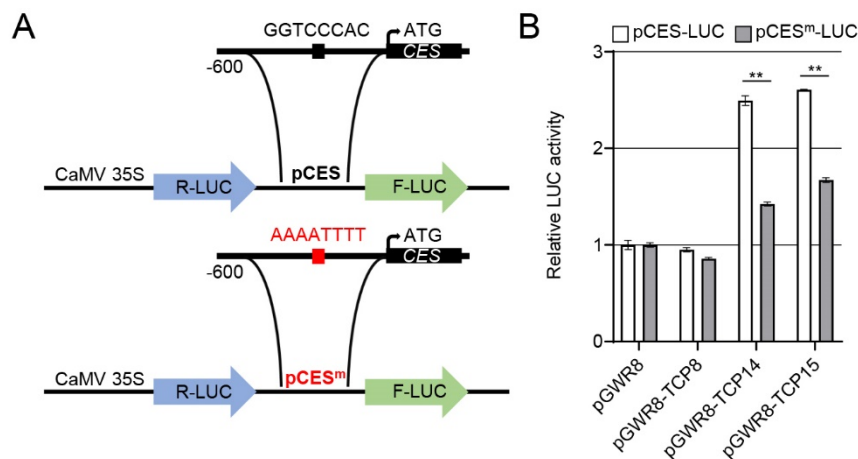 A
GGTCCCAC
ATG
-600
CES
CaMV 35S
R-LUC
pCES
F-LUC
AAAATTTT
ATG
-600
CES
CaMV 35S
R-LUC
pCESᵐ
F-LUC
B
pCES-LUC
pCESᵐ-LUC
Relative LUC activity
3
2
1
0
**
**
pGWR8
pGWR8-TCP8
pGWR8-TCP14
pGWR8-TCP15